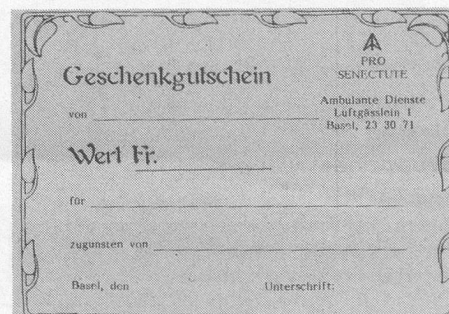 PRO
SENECTUTE
Geschenkgutschein
Ambulante Dienste
Luftgässlein 1
Basel, 23 30 71
von
Wert Fr.
für
zugunsten von
Basel, den Unterschrift: